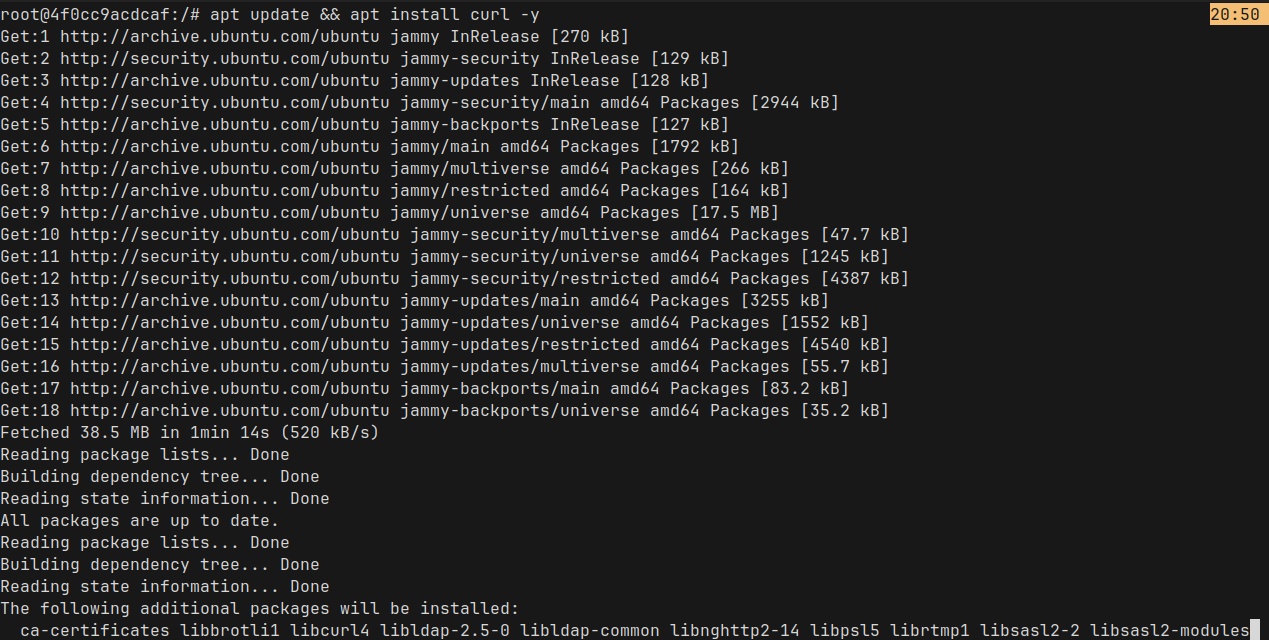 root@4f0cc9acdcaf:/# apt update && apt install curl -y
20:50
Get:1 http://archive.ubuntu.com/ubuntu jammy InRelease [270 kB]
Get:2 http://security.ubuntu.com/ubuntu jammy-security InRelease [129 kB]
Get:3 http://archive.ubuntu.com/ubuntu jammy-updates InRelease [128 kB]
Get:4 http://security.ubuntu.com/ubuntu jammy-security/main amd64 Packages [2944 kB]
Get:5 http://archive.ubuntu.com/ubuntu jammy-backports InRelease [127 kB]
Get:6 http://archive.ubuntu.com/ubuntu jammy/main amd64 Packages [1792 kB]
Get:7 http://archive.ubuntu.com/ubuntu jammy/multiverse amd64 Packages [266 kB]
Get:8 http://archive.ubuntu.com/ubuntu jammy/restricted amd64 Packages [164 kB]
Get:9 http://archive.ubuntu.com/ubuntu jammy/universe amd64 Packages [17.5 MB]
Get:10 http://security.ubuntu.com/ubuntu jammy-security/multiverse amd64 Packages [47.7 kB]
Get:11 http://security.ubuntu.com/ubuntu jammy-security/universe amd64 Packages [1245 kB]
Get:12 http://security.ubuntu.com/ubuntu jammy-security/restricted amd64 Packages [4387 kB]
Get:13 http://archive.ubuntu.com/ubuntu jammy-updates/main amd64 Packages [3255 kB]
Get:14 http://archive.ubuntu.com/ubuntu jammy-updates/universe amd64 Packages [1552 kB]
Get:15 http://archive.ubuntu.com/ubuntu jammy-updates/restricted amd64 Packages [4540 kB]
Get:16 http://archive.ubuntu.com/ubuntu jammy-updates/multiverse amd64 Packages [55.7 kB]
Get:17 http://archive.ubuntu.com/ubuntu jammy-backports/main amd64 Packages [83.2 kB]
Get:18 http://archive.ubuntu.com/ubuntu jammy-backports/universe amd64 Packages [35.2 kB]
Fetched 38.5 MB in 1min 14s (520 kB/s)
Reading package lists... Done
Building dependency tree... Done
Reading state information... Done
All packages are up to date.
Reading package lists... Done
Building dependency tree... Done
Reading state information... Done
The following additional packages will be installed:
ca-certificates libbrotli1 libcurl4 libldap-2.5-0 libldap-common libnghttp2-14 libpsl5 librtmp1 libsasl2-2 libsasl2-modules